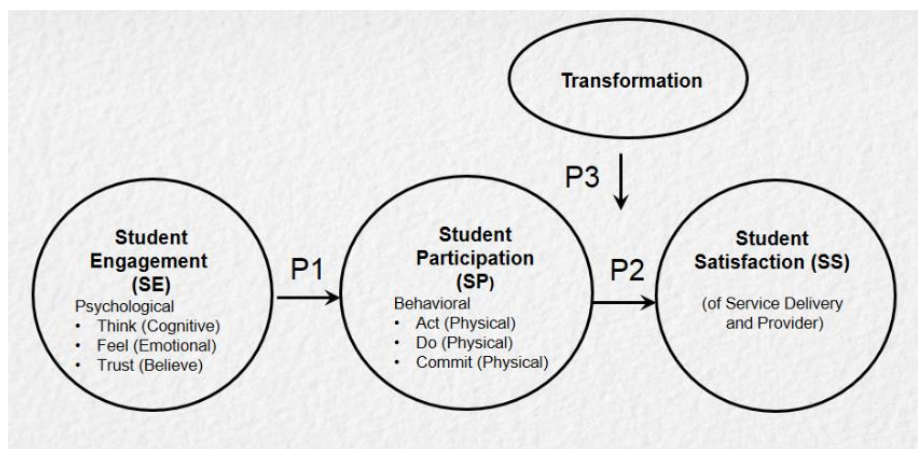 Transformation
P3
Student
Engagement
(SE)
Psychological
• Think (Cognitive)
• Feel (Emotional)
• Trust (Believe)
P1
Student
Participation
(SP)
Behavioral
• Act (Physical)
• Do (Physical)
• Commit (Physical)
P2
Student
Satisfaction (SS)
(of Service Delivery
and Provider)